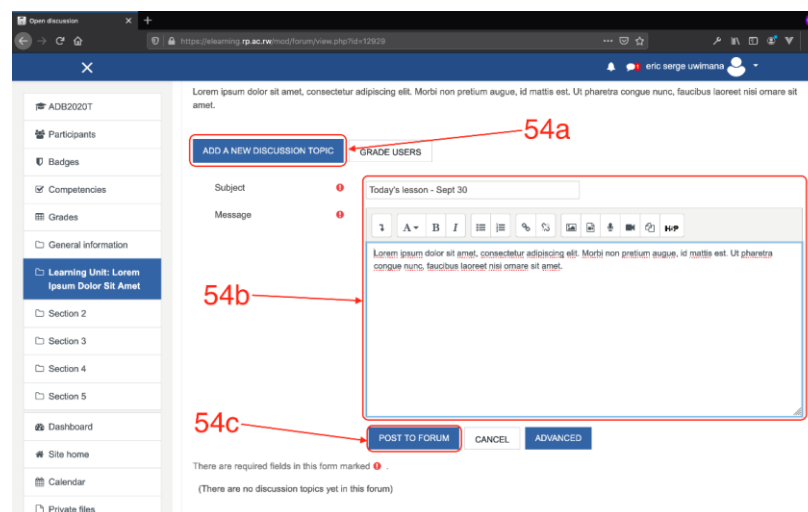 Open discussion
https://elearning.rp.ac.rw/mod/forum/view.php?id=12929
eric serge uwimana
ADB2020T
Participants
Badges
Competencies
Grades
General information
Learning Unit: Lorem
Ipsum Dolor Sit Amet
Section 2
Section 3
Section 4
Section 5
Dashboard
Site home
Calendar
Private files
Lorem ipsum dolor sit amet, consectetur adipiscing elit. Morbi non pretium augue, id mattis est. Ut pharetra congue nunc, faucibus laoreet nisi ornare sit
amet.
54a
ADD A NEW DISCUSSION TOPIC
GRADE USERS
Subject
Today's lesson - Sept 30
Message
A B I H5P
Lorem ipsum dolor sit amet, consectetur adipiscing elit. Morbi non pretium augue, id mattis est. Ut pharetra
congue nunc, faucibus laoreet nisi ornare sit amet.
54b
54c
POST TO FORUM
CANCEL
ADVANCED
There are required fields in this form marked .
(There are no discussion topics yet in this forum)